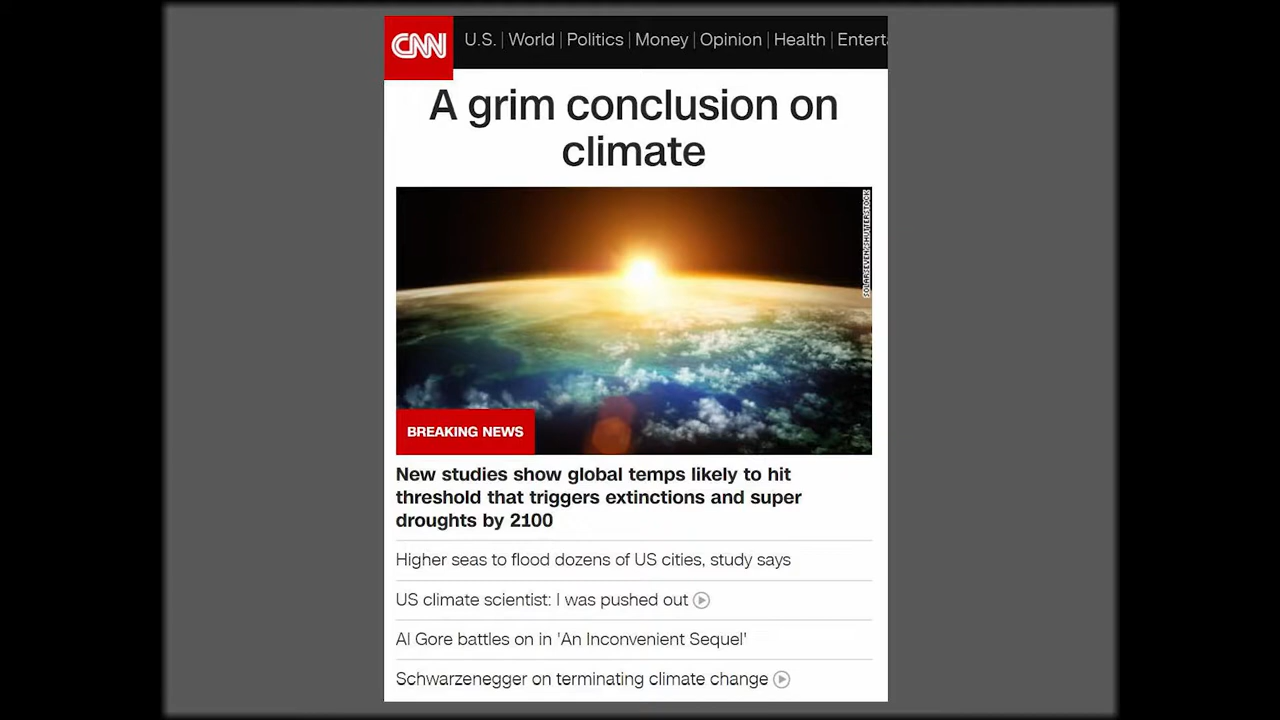 CNN U.S. | World | Politics | Money | Opinion | Health | Enterta
A grim conclusion on
climate
SOLARSEVEN/SHUTTERSTOCK
BREAKING NEWS
New studies show global temps likely to hit
threshold that triggers extinctions and super
droughts by 2100
Higher seas to flood dozens of US cities, study says
US climate scientist: I was pushed out
Al Gore battles on in 'An Inconvenient Sequel'
Schwarzenegger on terminating climate change